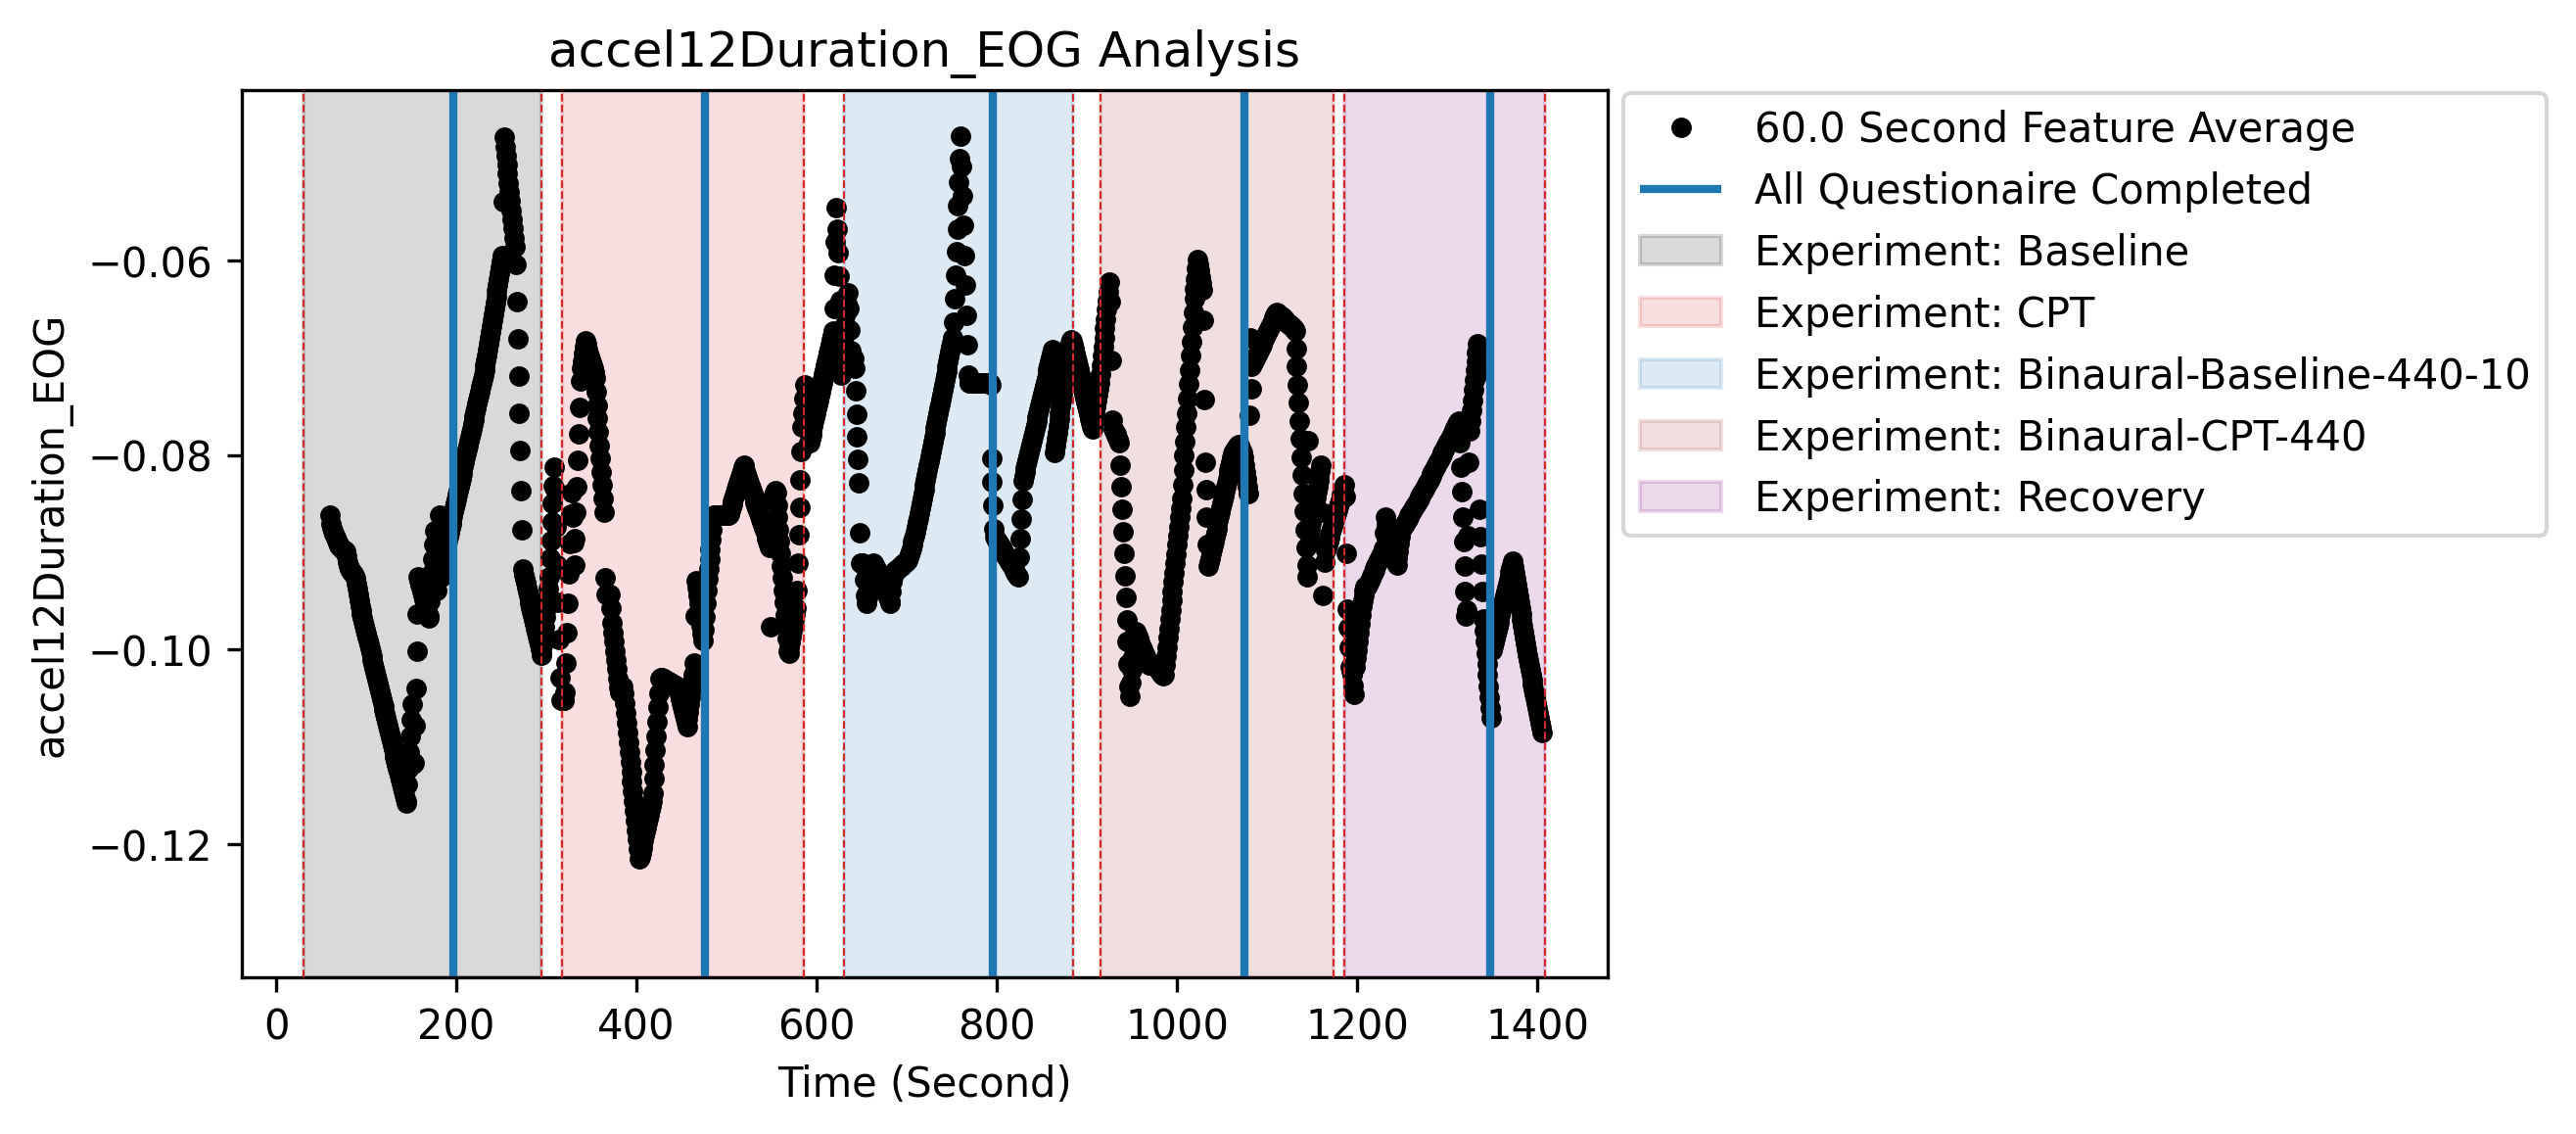 accel12Duration_EOG Analysis
60.0 Second Feature Average
All Questionaire Completed
Experiment: Baseline
Experiment: CPT
Experiment: Binaural-Baseline-440-10
Experiment: Binaural-CPT-440
Experiment: Recovery
accel12Duration_EOG
−0.06
−0.08
−0.10
−0.12
0 200 400 600 800 1000 1200 1400
Time (Second)